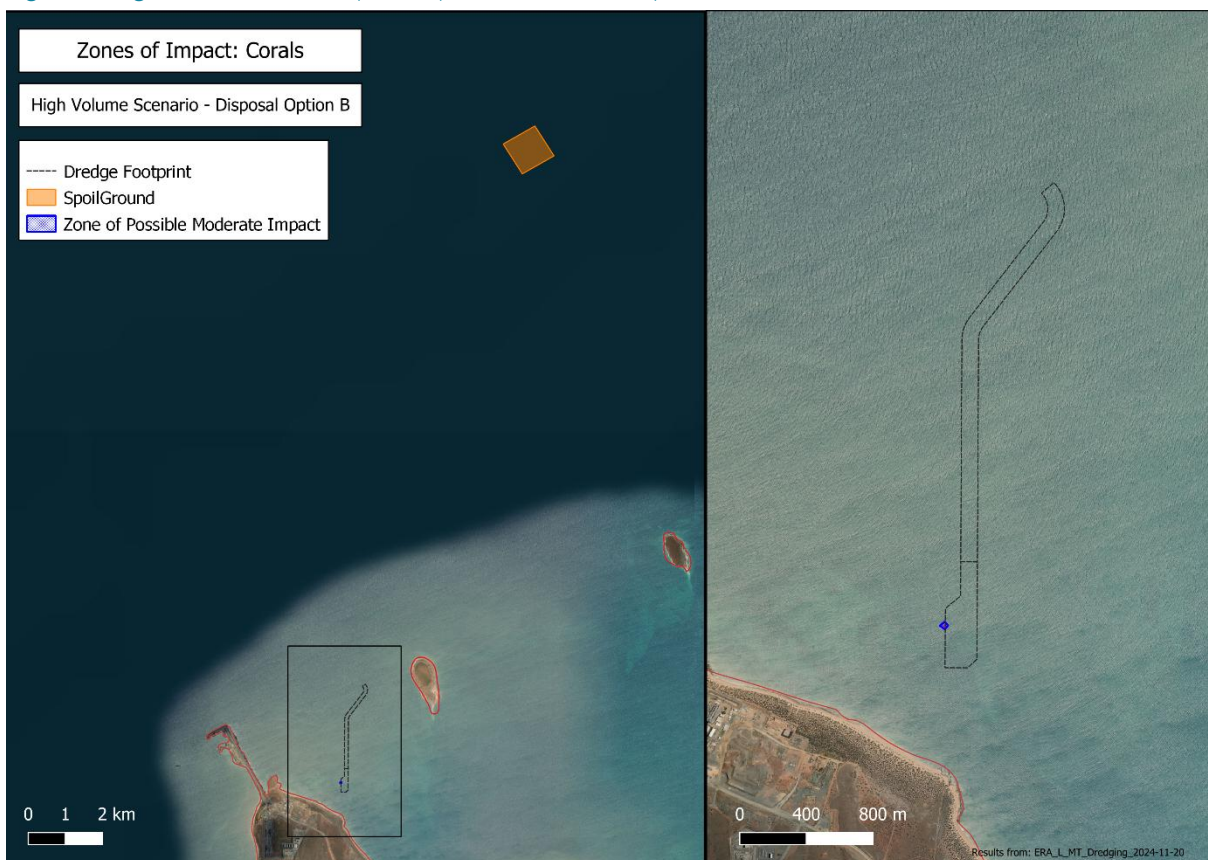 Zones of Impact: Corals
High Volume Scenario - Disposal Option B
Dredge Footprint
SpoilGround
Zone of Possible Moderate Impact
0 1 2 km
0 400 800 m
Results from: ERA_L_MT_Dredging_2024-11-20